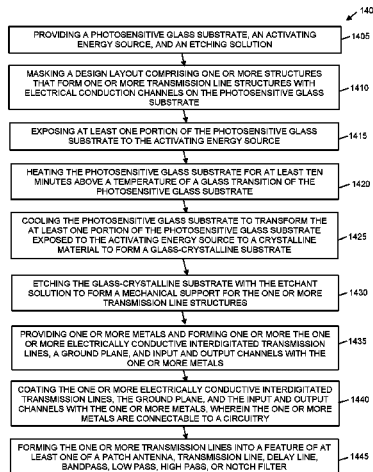 140
PROVIDING A PHOTOSENSITIVE GLASS SUBSTRATE, AN ACTIVATING
ENERGY SOURCE, AND AN ETCHING SOLUTION
1405
MASKING A DESIGN LAYOUT COMPRISING ONE OR MORE STRUCTURES
THAT FORM ONE OR MORE TRANSMISSION LINE STRUCTURES WITH
ELECTRICAL CONDUCTION CHANNELS ON THE PHOTOSENSITIVE GLASS
SUBSTRATE
1410
EXPOSING AT LEAST ONE PORTION OF THE PHOTOSENSITIVE GLASS
SUBSTRATE TO THE ACTIVATING ENERGY SOURCE
1415
HEATING THE PHOTOSENSITIVE GLASS SUBSTRATE FOR AT LEAST TEN
MINUTES ABOVE A TEMPERATURE OF A GLASS TRANSITION OF THE
PHOTOSENSITIVE GLASS SUBSTRATE
1420
COOLING THE PHOTOSENSITIVE GLASS SUBSTRATE TO TRANSFORM THE
AT LEAST ONE PORTION OF THE PHOTOSENSITIVE GLASS SUBSTRATE
EXPOSED TO THE ACTIVATING ENERGY SOURCE TO A CRYSTALLINE
MATERIAL TO FORM A GLASS-CRYSTALLINE SUBSTRATE
1425
ETCHING THE GLASS-CRYSTALLINE SUBSTRATE WITH THE ETCHANT
SOLUTION TO FORM A MECHANICAL SUPPORT FOR THE ONE OR MORE
TRANSMISSION LINE STRUCTURES
1430
PROVIDING ONE OR MORE METALS AND FORMING ONE OR MORE THE ONE
OR MORE ELECTRICALLY CONDUCTIVE INTERDIGITATED TRANSMISSION
LINES, A GROUND PLANE, AND INPUT AND OUTPUT CHANNELS WITH THE
ONE OR MORE METALS
1435
COATING THE ONE OR MORE ELECTRICALLY CONDUCTIVE INTERDIGITATED
TRANSMISSION LINES, THE GROUND PLANE, AND THE INPUT AND OUTPUT
CHANNELS WITH THE ONE OR MORE METALS, WHEREIN THE ONE OR MORE
METALS ARE CONNECTABLE TO A CIRCUITRY
1440
FORMING THE ONE OR MORE TRANSMISSION LINES INTO A FEATURE OF AT
LEAST ONE OF A PATCH ANTENNA, TRANSMISSION LINE, DELAY LINE,
BANDPASS, LOW PASS, HIGH PASS, OR NOTCH FILTER
1445